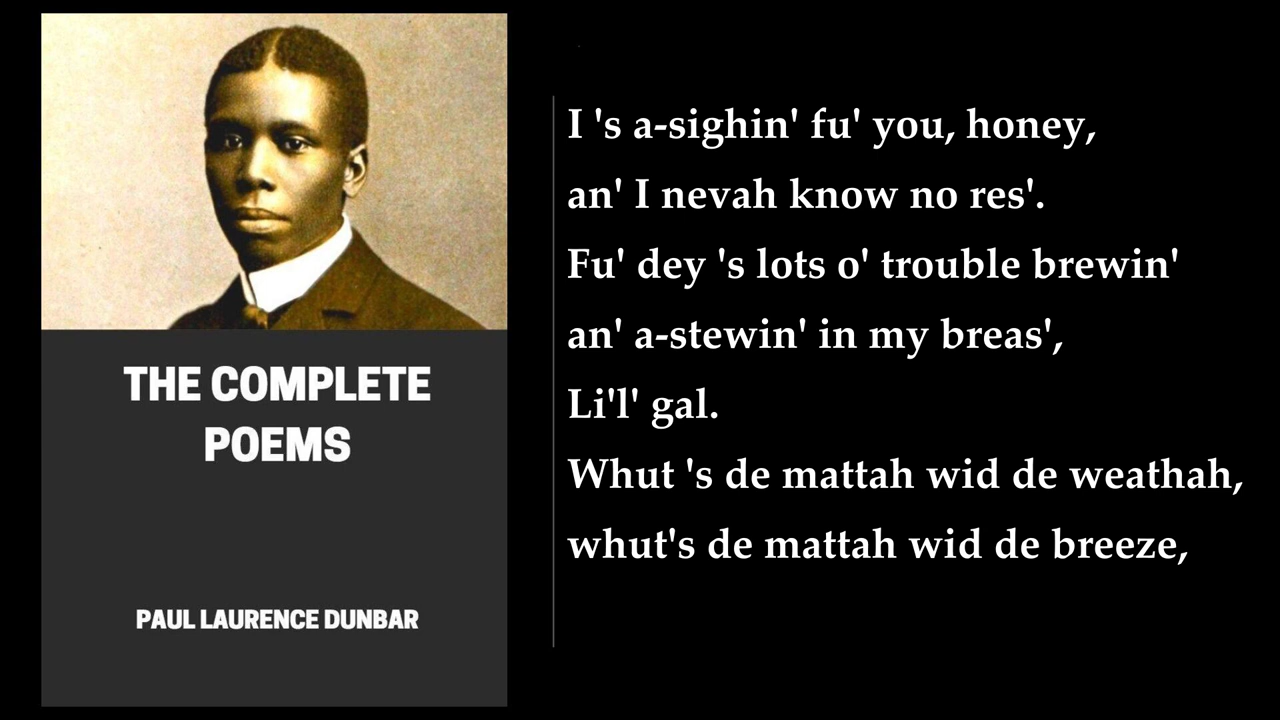 THE COMPLETE
POEMS
PAUL LAURENCE DUNBAR
I 's a-sighin' fu' you, honey,
an' I nevah know no res'.
Fu' dey 's lots o' trouble brewin'
an' a-stewin' in my breas',
Li'l' gal.
Whut 's de mattah wid de weathah,
whut's de mattah wid de breeze,